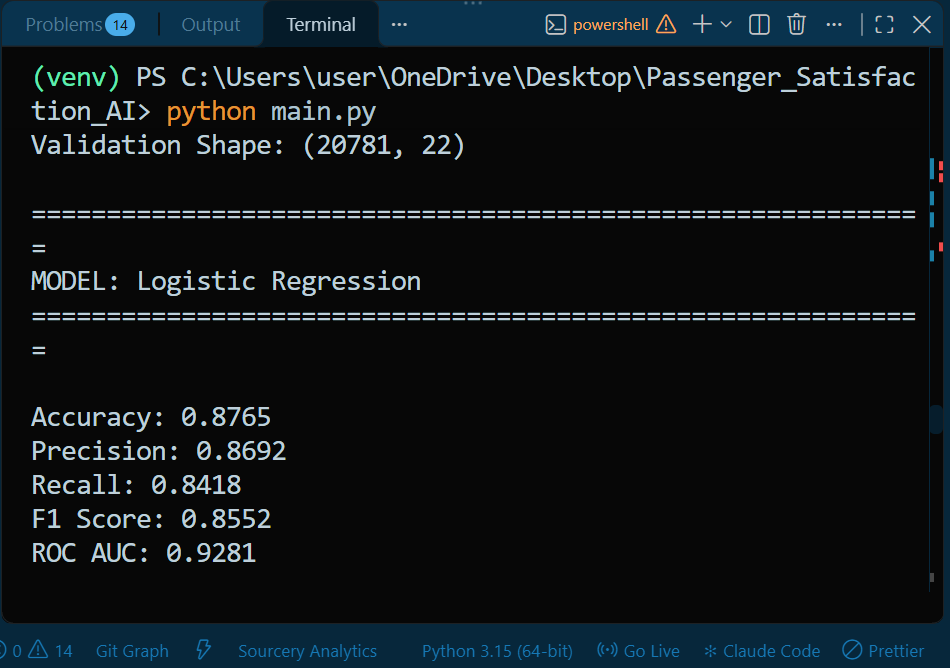 Problems 14 Output Terminal ··· powershell ···
(venv) PS C:\Users\user\OneDrive\Desktop\Passenger_Satisfac
tion_AI> python main.py
Validation Shape: (20781, 22)
===========================================================
=
MODEL: Logistic Regression
===========================================================
=
Accuracy: 0.8765
Precision: 0.8692
Recall: 0.8418
F1 Score: 0.8552
ROC AUC: 0.9281
0 14 Git Graph Sourcery Analytics Python 3.15 (64-bit) Go Live Claude Code Prettier